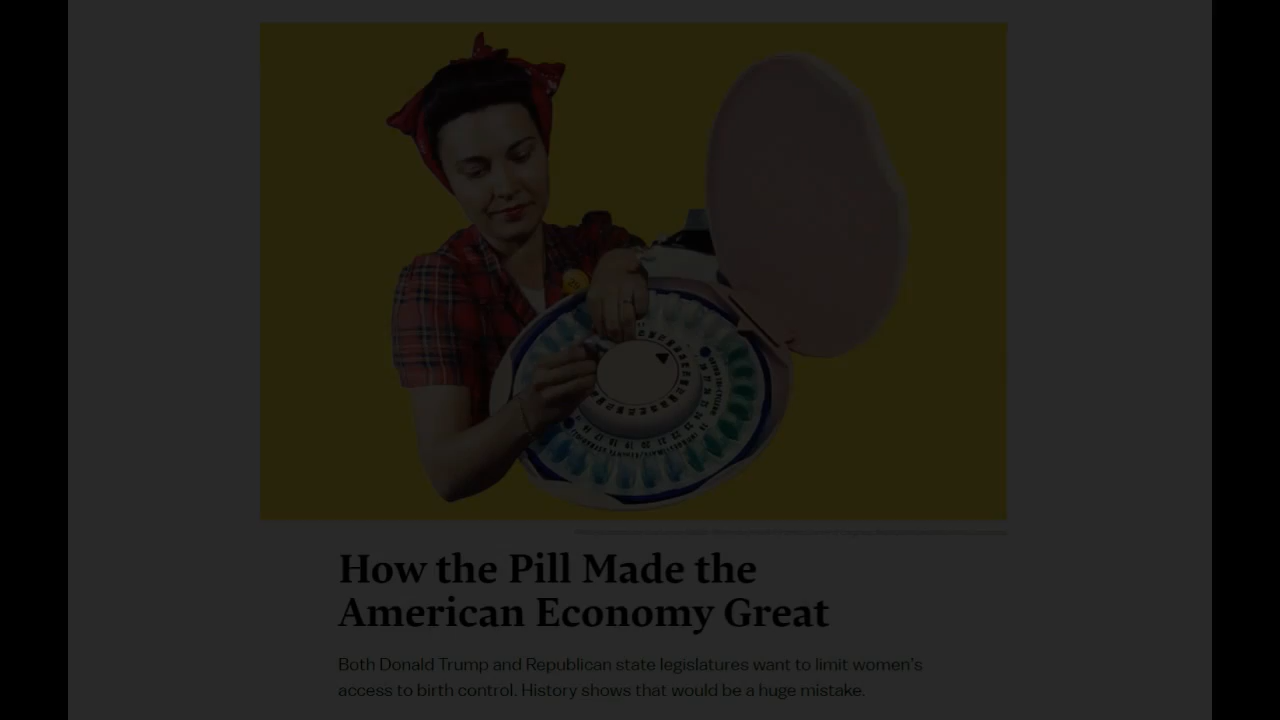 How the Pill Made the
American Economy Great
Both Donald Trump and Republican state legislatures want to limit women's
access to birth control. History shows that would be a huge mistake.